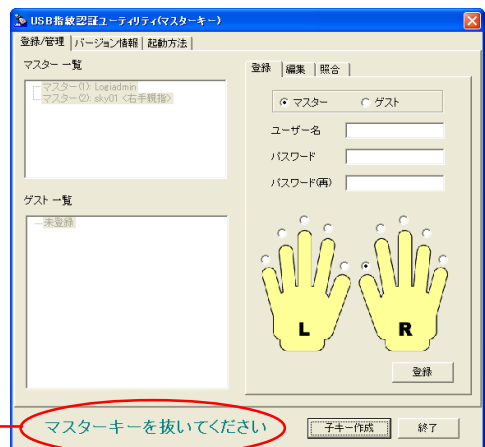 USB指紋認証ユーティリティ(マスターキー)
登録/管理 バージョン情報 起動方法
マスター 一覧
マスター(1): Logiadmin
マスター(2): sky01 <右手親指>
ゲスト 一覧
未登録
登録 編集 照合
マスター ゲスト
ユーザー名
パスワード
パスワード(再)
L R
登録
マスターキーを抜いてください
子キー作成 終了